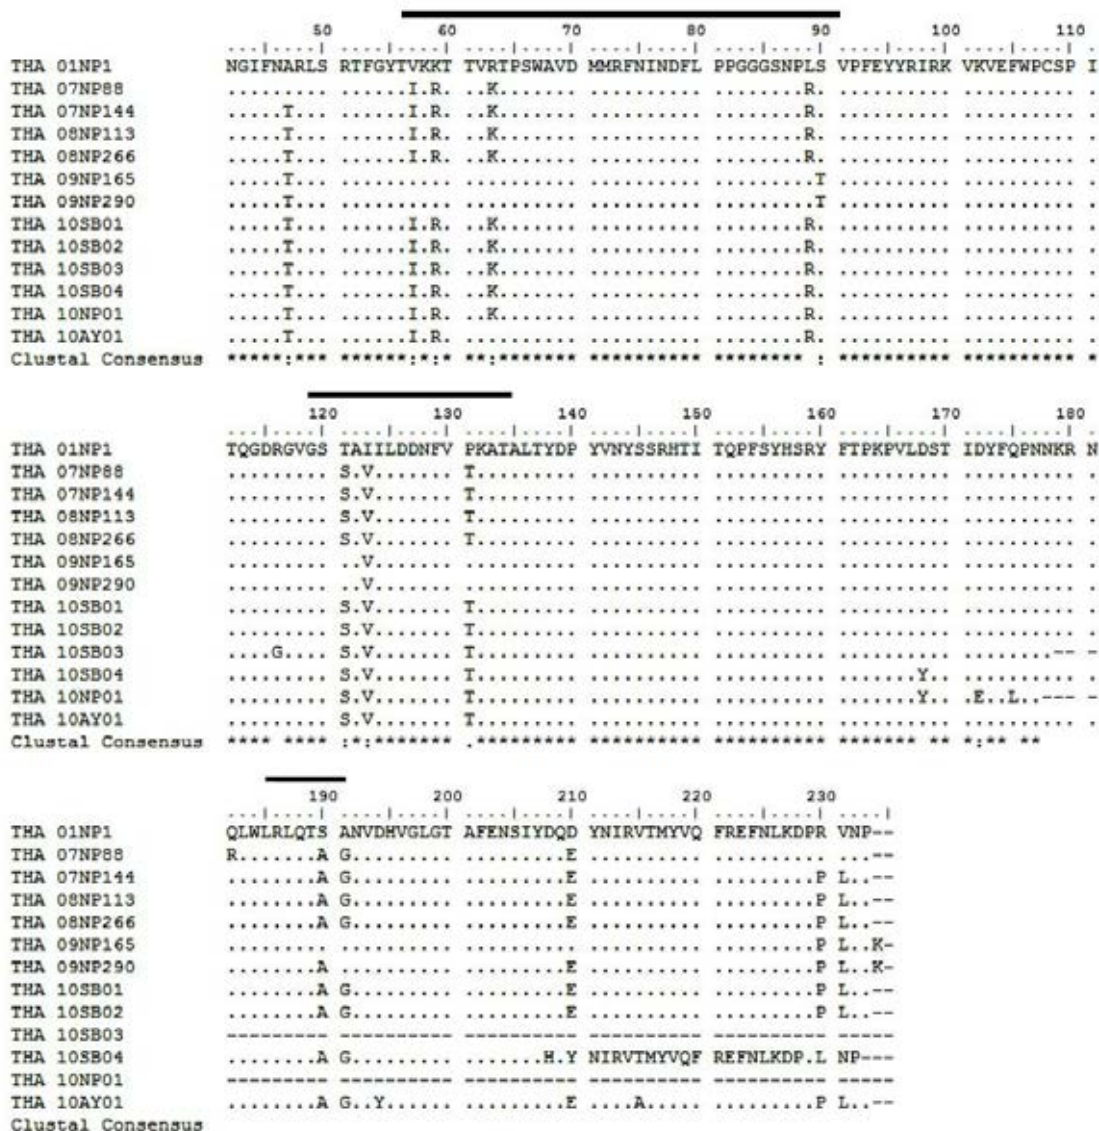 50 60 70 80 90 100 110
....|....| ....|....| ....|....| ....|....| ....|....| ....|....| ....|....| .
THA 01NP1 NGIFNARLS RTFGYTVKKT TVRTPSWAVD MMRFNINDFL PPGGGSNPLS VPFEYYRIRK VKVEFWPCSP I
THA 07NP88 ......... ......I.R. ..K....... .......... ........R. .......... .......... .
THA 07NP144 .....T... ......I.R. ..K....... .......... ........R. .......... .......... .
THA 08NP113 .....T... ......I.R. ..K....... .......... ........R. .......... .......... .
THA 08NP266 .....T... ......I.R. ..K....... .......... ........R. .......... .......... .
THA 09NP165 .....T... .......... .......... .......... .........T .......... .......... .
THA 09NP290 .....T... .......... .......... .......... .........T .......... .......... .
THA 10SB01 .....T... ......I.R. ..K....... .......... ........R. .......... .......... .
THA 10SB02 .....T... ......I.R. ..K....... .......... ........R. .......... .......... .
THA 10SB03 .....T... ......I.R. ..K....... .......... ........R. .......... .......... .
THA 10SB04 .....T... ......I.R. ..K....... .......... ........R. .......... .......... .
THA 10NP01 .....T... ......I.R. ..K....... .......... ........R. .......... .......... .
THA 10AY01 .....T... ......I.R. .......... .......... ........R. .......... .......... .
Clustal Consensus *****:*** ******:*:* **:******* ********** ******** : ********** ********** *
120 130 140 150 160 170 180
....|....| ....|....| ....|....| ....|....| ....|....| ....|....| ....|....| .
THA 01NP1 TQGDRGVGS TAIILDDNFV PKATALTYDP YVNYSSRHTI TQPFSYHSRY FTPKPVLDST IDYFQPNNKR N
THA 07NP88 ......... S.V....... T......... .......... .......... .......... .......... .
THA 07NP144 ......... S.V....... T......... .......... .......... .......... .......... .
THA 08NP113 ......... S.V....... T......... .......... .......... .......... .......... .
THA 08NP266 ......... S.V....... T......... .......... .......... .......... .......... .
THA 09NP165 ......... ..V....... .......... .......... .......... .......... .......... .
THA 09NP290 ......... ..V....... .......... .......... .......... .......... .......... .
THA 10SB01 ......... S.V....... T......... .......... .......... .......... .......... .
THA 10SB02 ......... S.V....... T......... .......... .......... .......... .......... .
THA 10SB03 ....G.... S.V....... T......... .......... .......... .......... ........-- -
THA 10SB04 ......... S.V....... T......... .......... .......... .......Y.. .......... .
THA 10NP01 ......... S.V....... T......... .......... .......... .......Y.. .E..L..--- -
THA 10AY01 ......... S.V....... T......... .......... .......... .......... .......... .
Clustal Consensus **** **** :*:******* .********* ********** ********** ******* ** *:** **
190 200 210 220 230
....|....| ....|....| ....|....| ....|....| ....|....| ....|
THA 01NP1 QLWLRLQTS ANVDHVGLGT AFENSIYDQD YNIRVTMYVQ FREFNLKDPR VNP--
THA 07NP88 R.......A G......... .........E .......... .......... ...--
THA 07NP144 ........A G......... .........E .......... .........P L..--
THA 08NP113 ........A G......... .........E .......... .........P L..--
THA 08NP266 ........A G......... .........E .......... .........P L..--
THA 09NP165 ......... .......... .......... .......... .........P L..K-
THA 09NP290 ........A .......... .........E .......... .........P L..K-
THA 10SB01 ........A G......... .........E .......... .........P L..--
THA 10SB02 ........A G......... .........E .......... .........P L..--
THA 10SB03 --------- ---------- ---------- ---------- ---------- -----
THA 10SB04 ........A G......... .......H.Y NIRVTMYVQF REFNLKDP.L NP---
THA 10NP01 --------- ---------- ---------- ---------- ---------- -----
THA 10AY01 ........A G..Y...... .........E ....A..... .........P L..--
Clustal Consensus